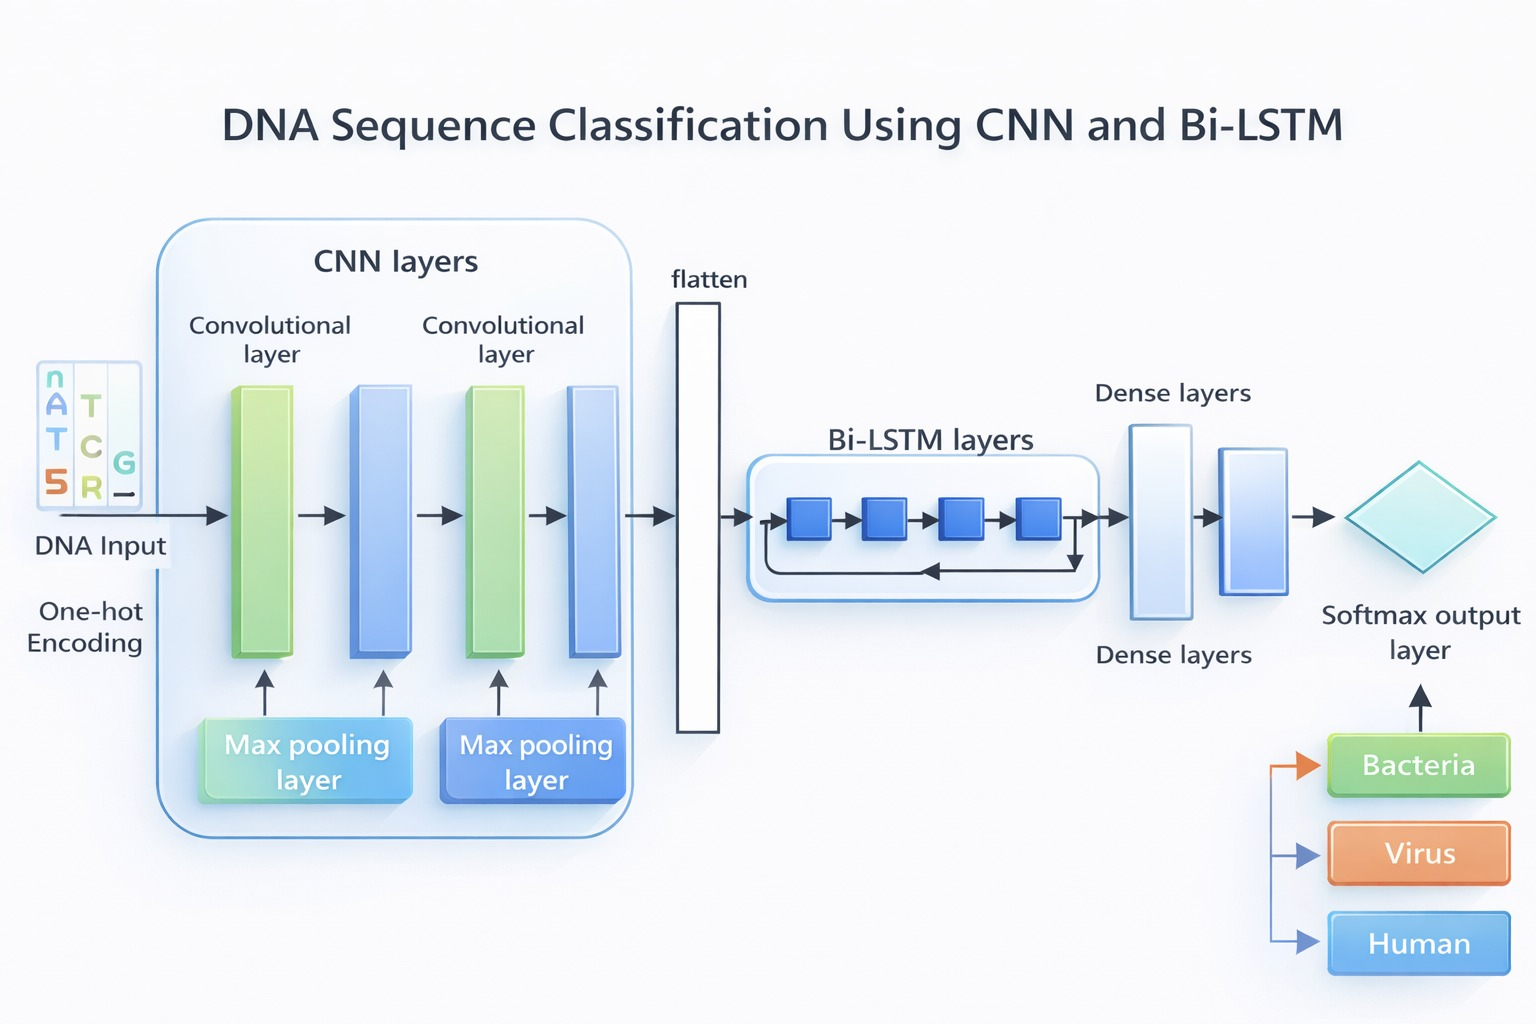 DNA Sequence Classification Using CNN and Bi-LSTM
CNN layers
Convolutional
layer
Convolutional
layer
flatten
n
A T
T C G
5 R
DNA Input
One-hot
Encoding
Max pooling
layer
Max pooling
layer
Bi-LSTM layers
Dense layers
Dense layers
Softmax output
layer
Bacteria
Virus
Human